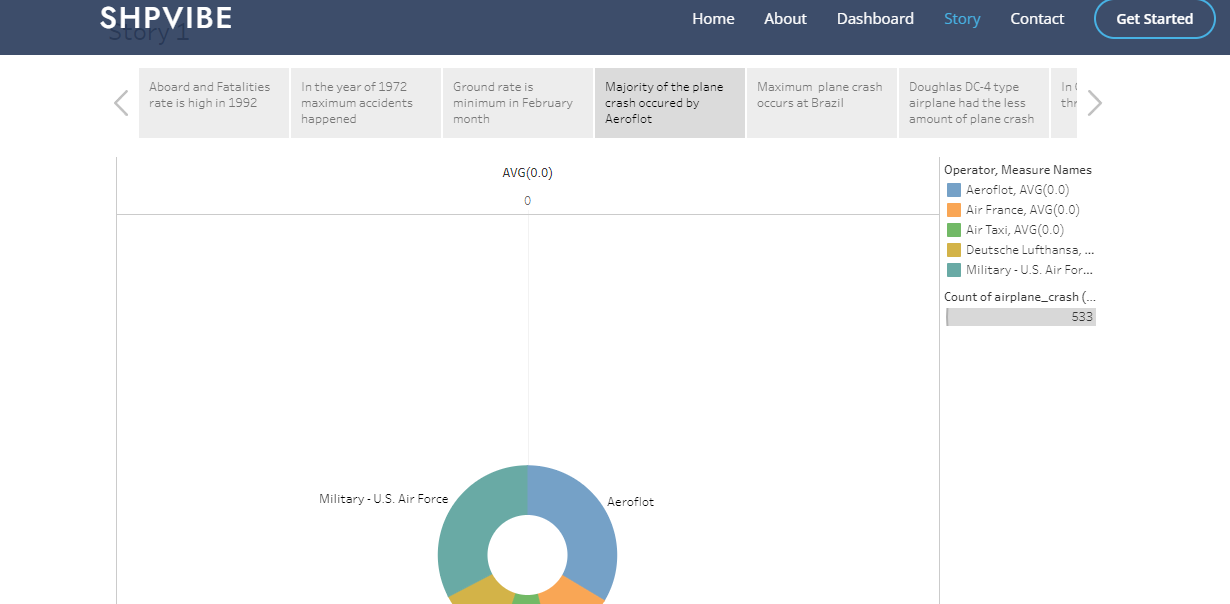 SHPVIBE
Home
About
Dashboard
Story
Contact
Get Started
Story 1
Aboard and Fatalities
rate is high in 1992
In the year of 1972
maximum accidents
happened
Ground rate is
minimum in February
month
Majority of the plane
crash occured by
Aeroflot
Maximum plane crash
occurs at Brazil
Doughlas DC-4 type
airplane had the less
amount of plane crash
In
AVG(0.0)
0
Operator, Measure Names
Aeroflot, AVG(0.0)
Air France, AVG(0.0)
Air Taxi, AVG(0.0)
Deutsche Lufthansa, ...
Military - U.S. Air For...
Count of airplane_crash (...
533
Military - U.S. Air Force
Aeroflot